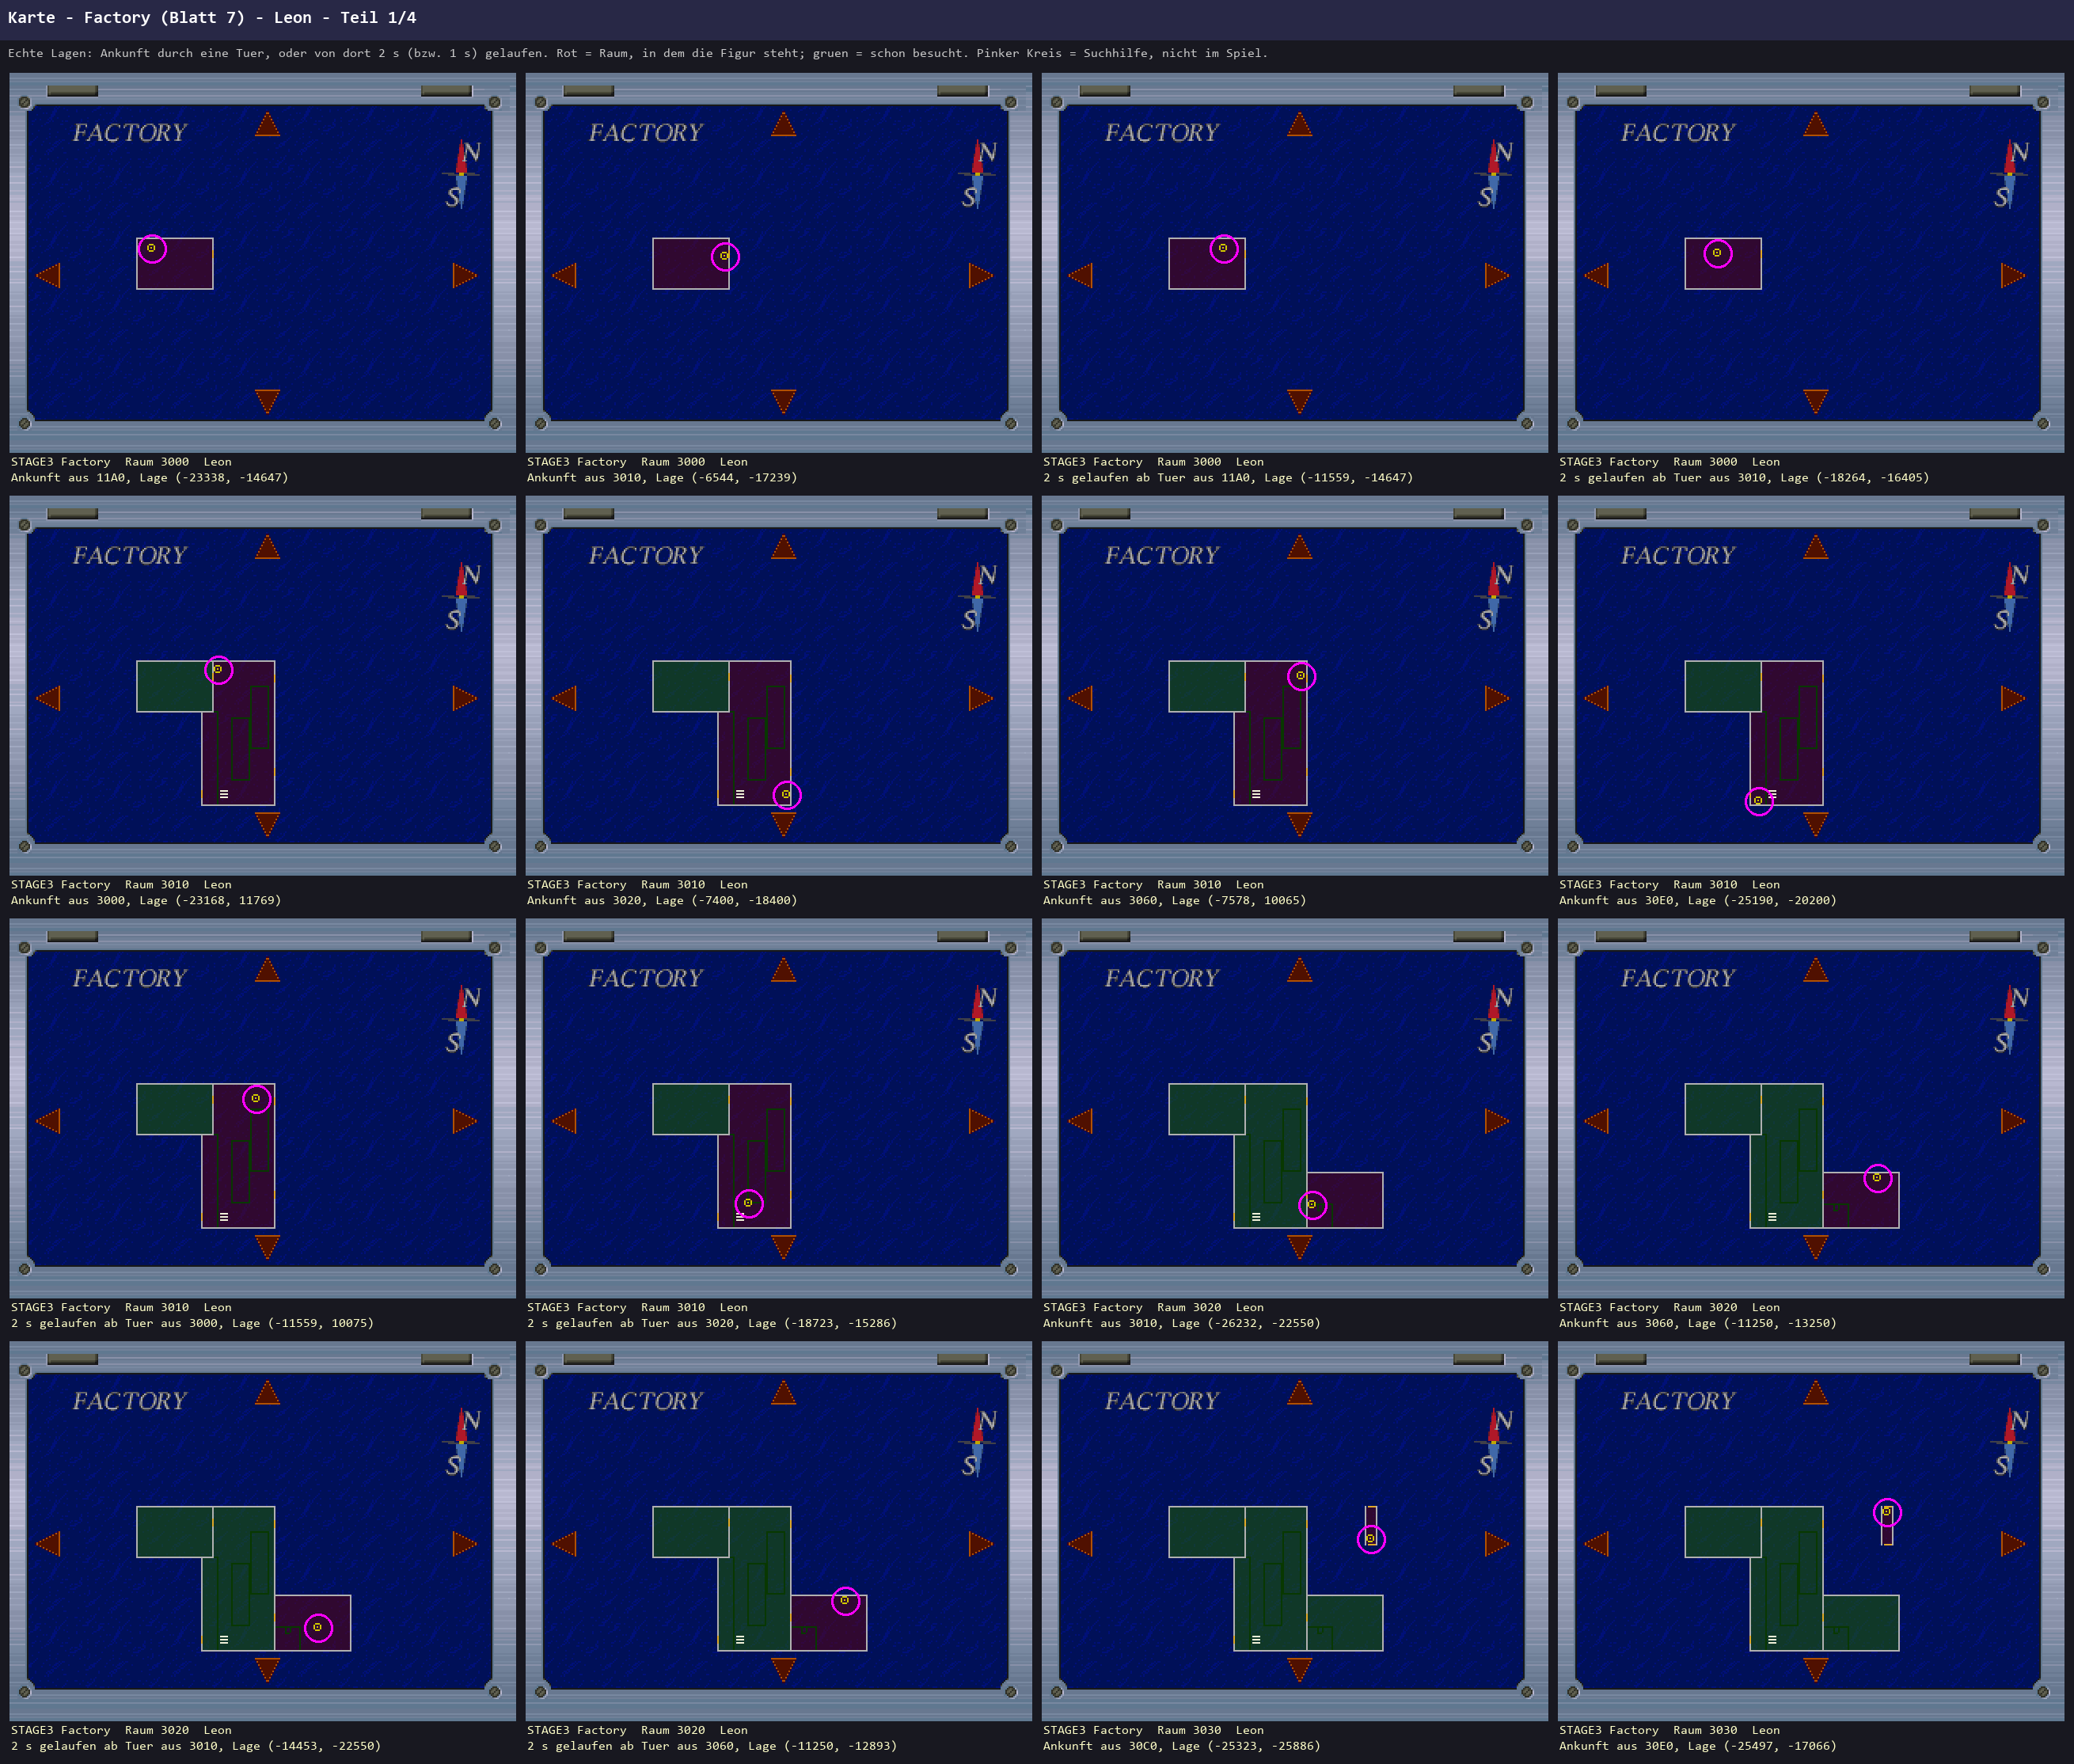 Karte - Factory (Blatt 7) - Leon - Teil 1/4
Echte Lagen: Ankunft durch eine Tuer, oder von dort 2 s (bzw. 1 s) gelaufen. Rot = Raum, in dem die Figur steht; gruen = schon besucht. Pinker Kreis = Suchhilfe, nicht im Spiel.
FACTORY
N
S
FACTORY
N
S
FACTORY
N
S
FACTORY
N
S
STAGE3 Factory Raum 3000 Leon
Ankunft aus 11A0, Lage (-23338, -14647)
STAGE3 Factory Raum 3000 Leon
Ankunft aus 3010, Lage (-6544, -17239)
STAGE3 Factory Raum 3000 Leon
2 s gelaufen ab Tuer aus 11A0, Lage (-11559, -14647)
STAGE3 Factory Raum 3000 Leon
2 s gelaufen ab Tuer aus 3010, Lage (-18264, -16405)
FACTORY
N
S
FACTORY
N
S
FACTORY
N
S
FACTORY
N
S
STAGE3 Factory Raum 3010 Leon
Ankunft aus 3000, Lage (-23168, 11769)
STAGE3 Factory Raum 3010 Leon
Ankunft aus 3020, Lage (-7400, -18400)
STAGE3 Factory Raum 3010 Leon
Ankunft aus 3060, Lage (-7578, 10065)
STAGE3 Factory Raum 3010 Leon
Ankunft aus 30E0, Lage (-25190, -20200)
FACTORY
N
S
FACTORY
N
S
FACTORY
N
S
FACTORY
N
S
STAGE3 Factory Raum 3010 Leon
2 s gelaufen ab Tuer aus 3000, Lage (-11559, 10075)
STAGE3 Factory Raum 3010 Leon
2 s gelaufen ab Tuer aus 3020, Lage (-18723, -15286)
STAGE3 Factory Raum 3020 Leon
Ankunft aus 3010, Lage (-26232, -22550)
STAGE3 Factory Raum 3020 Leon
Ankunft aus 3060, Lage (-11250, -13250)
FACTORY
N
S
FACTORY
N
S
FACTORY
N
S
FACTORY
N
S
STAGE3 Factory Raum 3020 Leon
2 s gelaufen ab Tuer aus 3010, Lage (-14453, -22550)
STAGE3 Factory Raum 3020 Leon
2 s gelaufen ab Tuer aus 3060, Lage (-11250, -12893)
STAGE3 Factory Raum 3030 Leon
Ankunft aus 30C0, Lage (-25323, -25886)
STAGE3 Factory Raum 3030 Leon
Ankunft aus 30E0, Lage (-25497, -17066)